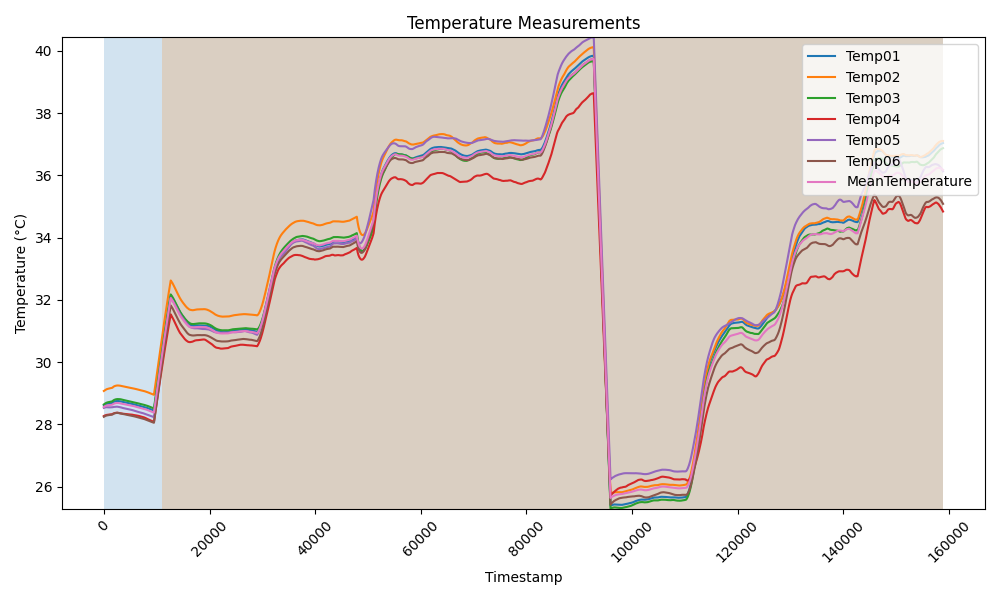 Temperature Measurements
Temperature (°C)
40
38
36
34
32
30
28
26
Temp01
Temp02
Temp03
Temp04
Temp05
Temp06
MeanTemperature
0
20000
40000
60000
80000
100000
120000
140000
160000
Timestamp